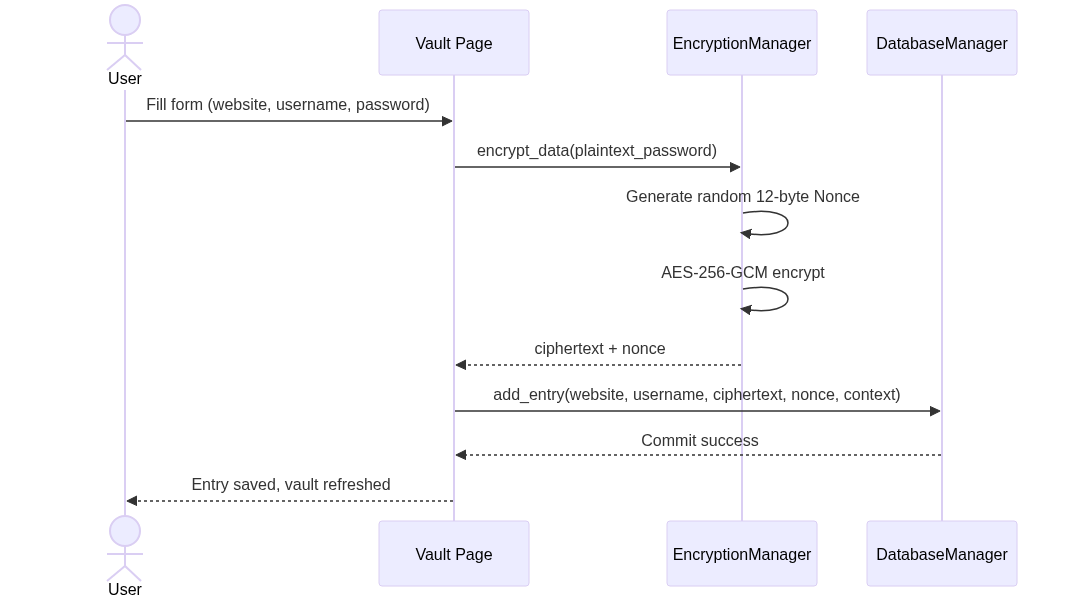 User
Vault Page
EncryptionManager
DatabaseManager
Fill form (website, username, password)
encrypt_data(plaintext_password)
Generate random 12-byte Nonce
AES-256-GCM encrypt
ciphertext + nonce
add_entry(website, username, ciphertext, nonce, context)
Commit success
Entry saved, vault refreshed
User
Vault Page
EncryptionManager
DatabaseManager